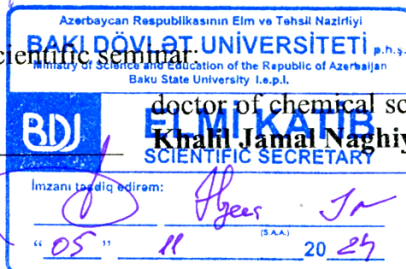 Azərbaycan Respublikasının Elm və Təhsil Nazirliyi
BAKI DÖVLƏT UNİVERSİTETİ p.h.ş.
cientific seminar:
Ministry of Science and Education of the Republic of Azerbaijan
Baku State University l.e.p.l.
doctor of chemical sc
BDU ELMİ KATİB
Khalil Jamal Naghiy
SCIENTIFIC SECRETARY
İmzanı təsdiq edirəm:
(S.A.A.)
“05” 11 2024